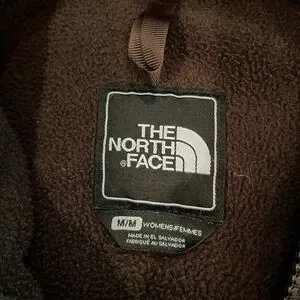 THE
NORTH
®FACE
M/M WOMENS/FEMMES
MADE IN EL SALVADOR
FABRIQUÉ AU SALVADOR